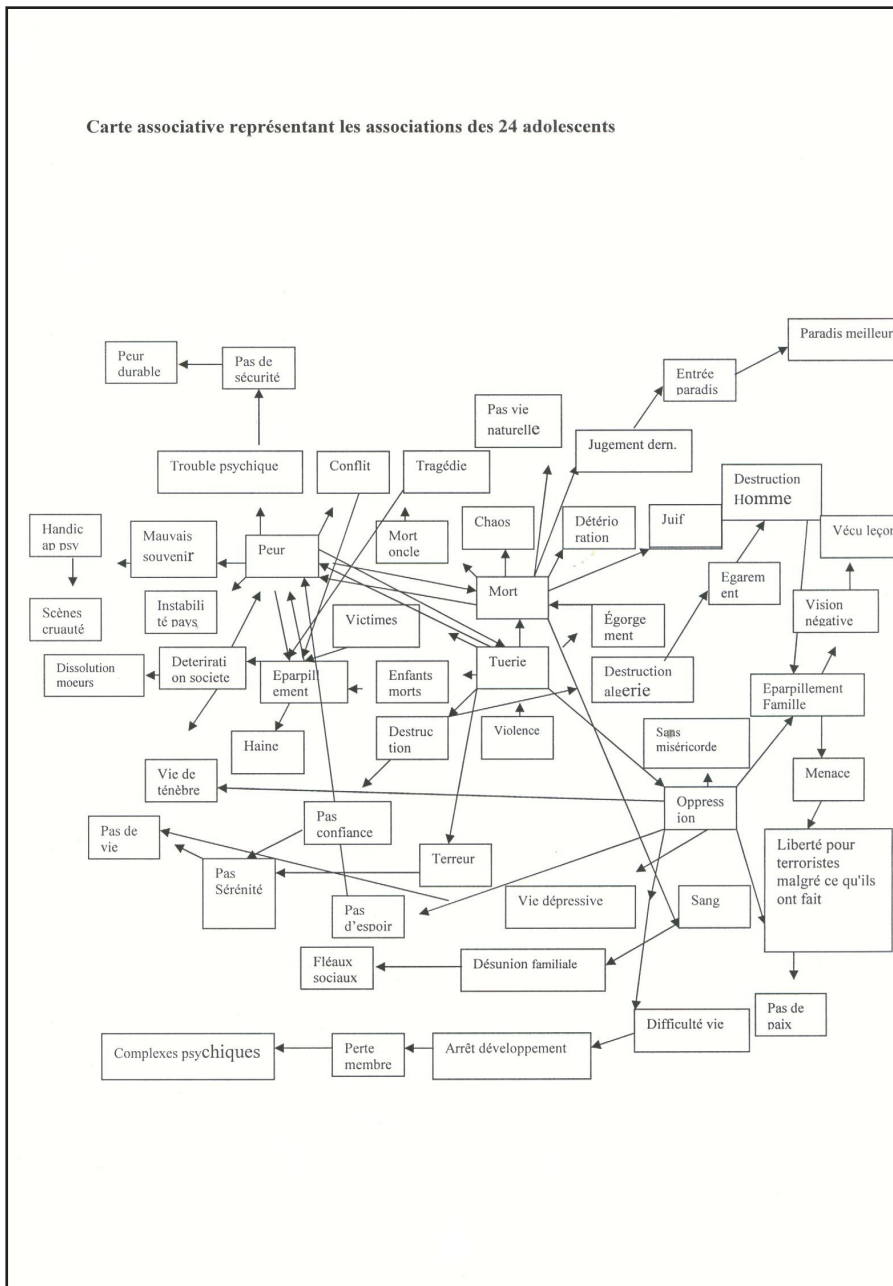 Carte associative représentant les associations des 24 adolescents
Paradis meilleur
Peur
durable
Pas de
sécurité
Entrée
paradis
Pas vie
naturelle
Jugement dern.
Trouble psychique
Conflit
Tragédie
Destruction
Homme
Handic
ap psy
Mauvais
souvenir
Peur
Mort
oncle
Chaos
Détério
ration
Juif
Vécu leçon
Mort
Egarem
ent
Scènes
cruauté
Instabili
té pays
Victimes
Égorge
ment
Vision
négative
Dissolution
moeurs
Deterirati
on societe
Eparpill
ement
Enfants
morts
Tuerie
Destruction
algerie
Eparpillement
Famille
Haine
Destruc
tion
Violence
Sans
miséricorde
Vie de
ténèbre
Menace
Oppress
ion
Pas de
vie
Pas
confiance
Terreur
Liberté pour
terroristes
malgré ce qu'ils
ont fait
Pas
Sérénité
Pas
d'espoir
Vie dépressive
Sang
Fléaux
sociaux
Désunion familiale
Pas de
paix
Difficulté vie
Complexes psychiques
Perte
membre
Arrêt développement